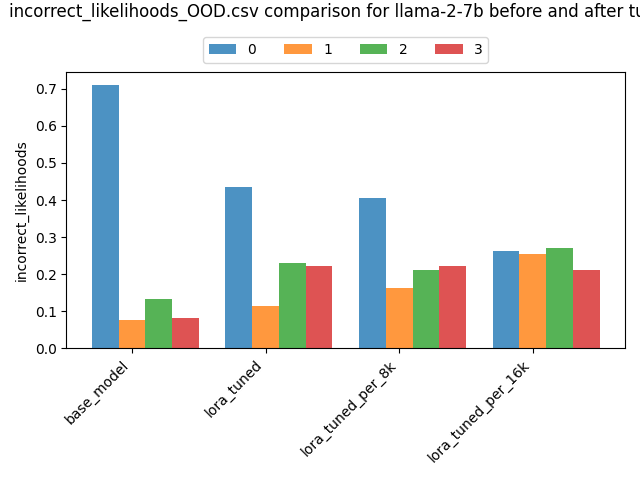 incorrect_likelihoods_OOD.csv comparison for llama-2-7b before and after tu
0 1 2 3
0.7
0.6
0.5
0.4
0.3
0.2
0.1
0.0
incorrect_likelihoods
base_model
lora_tuned
lora_tuned_per_8k
lora_tuned_per_16k